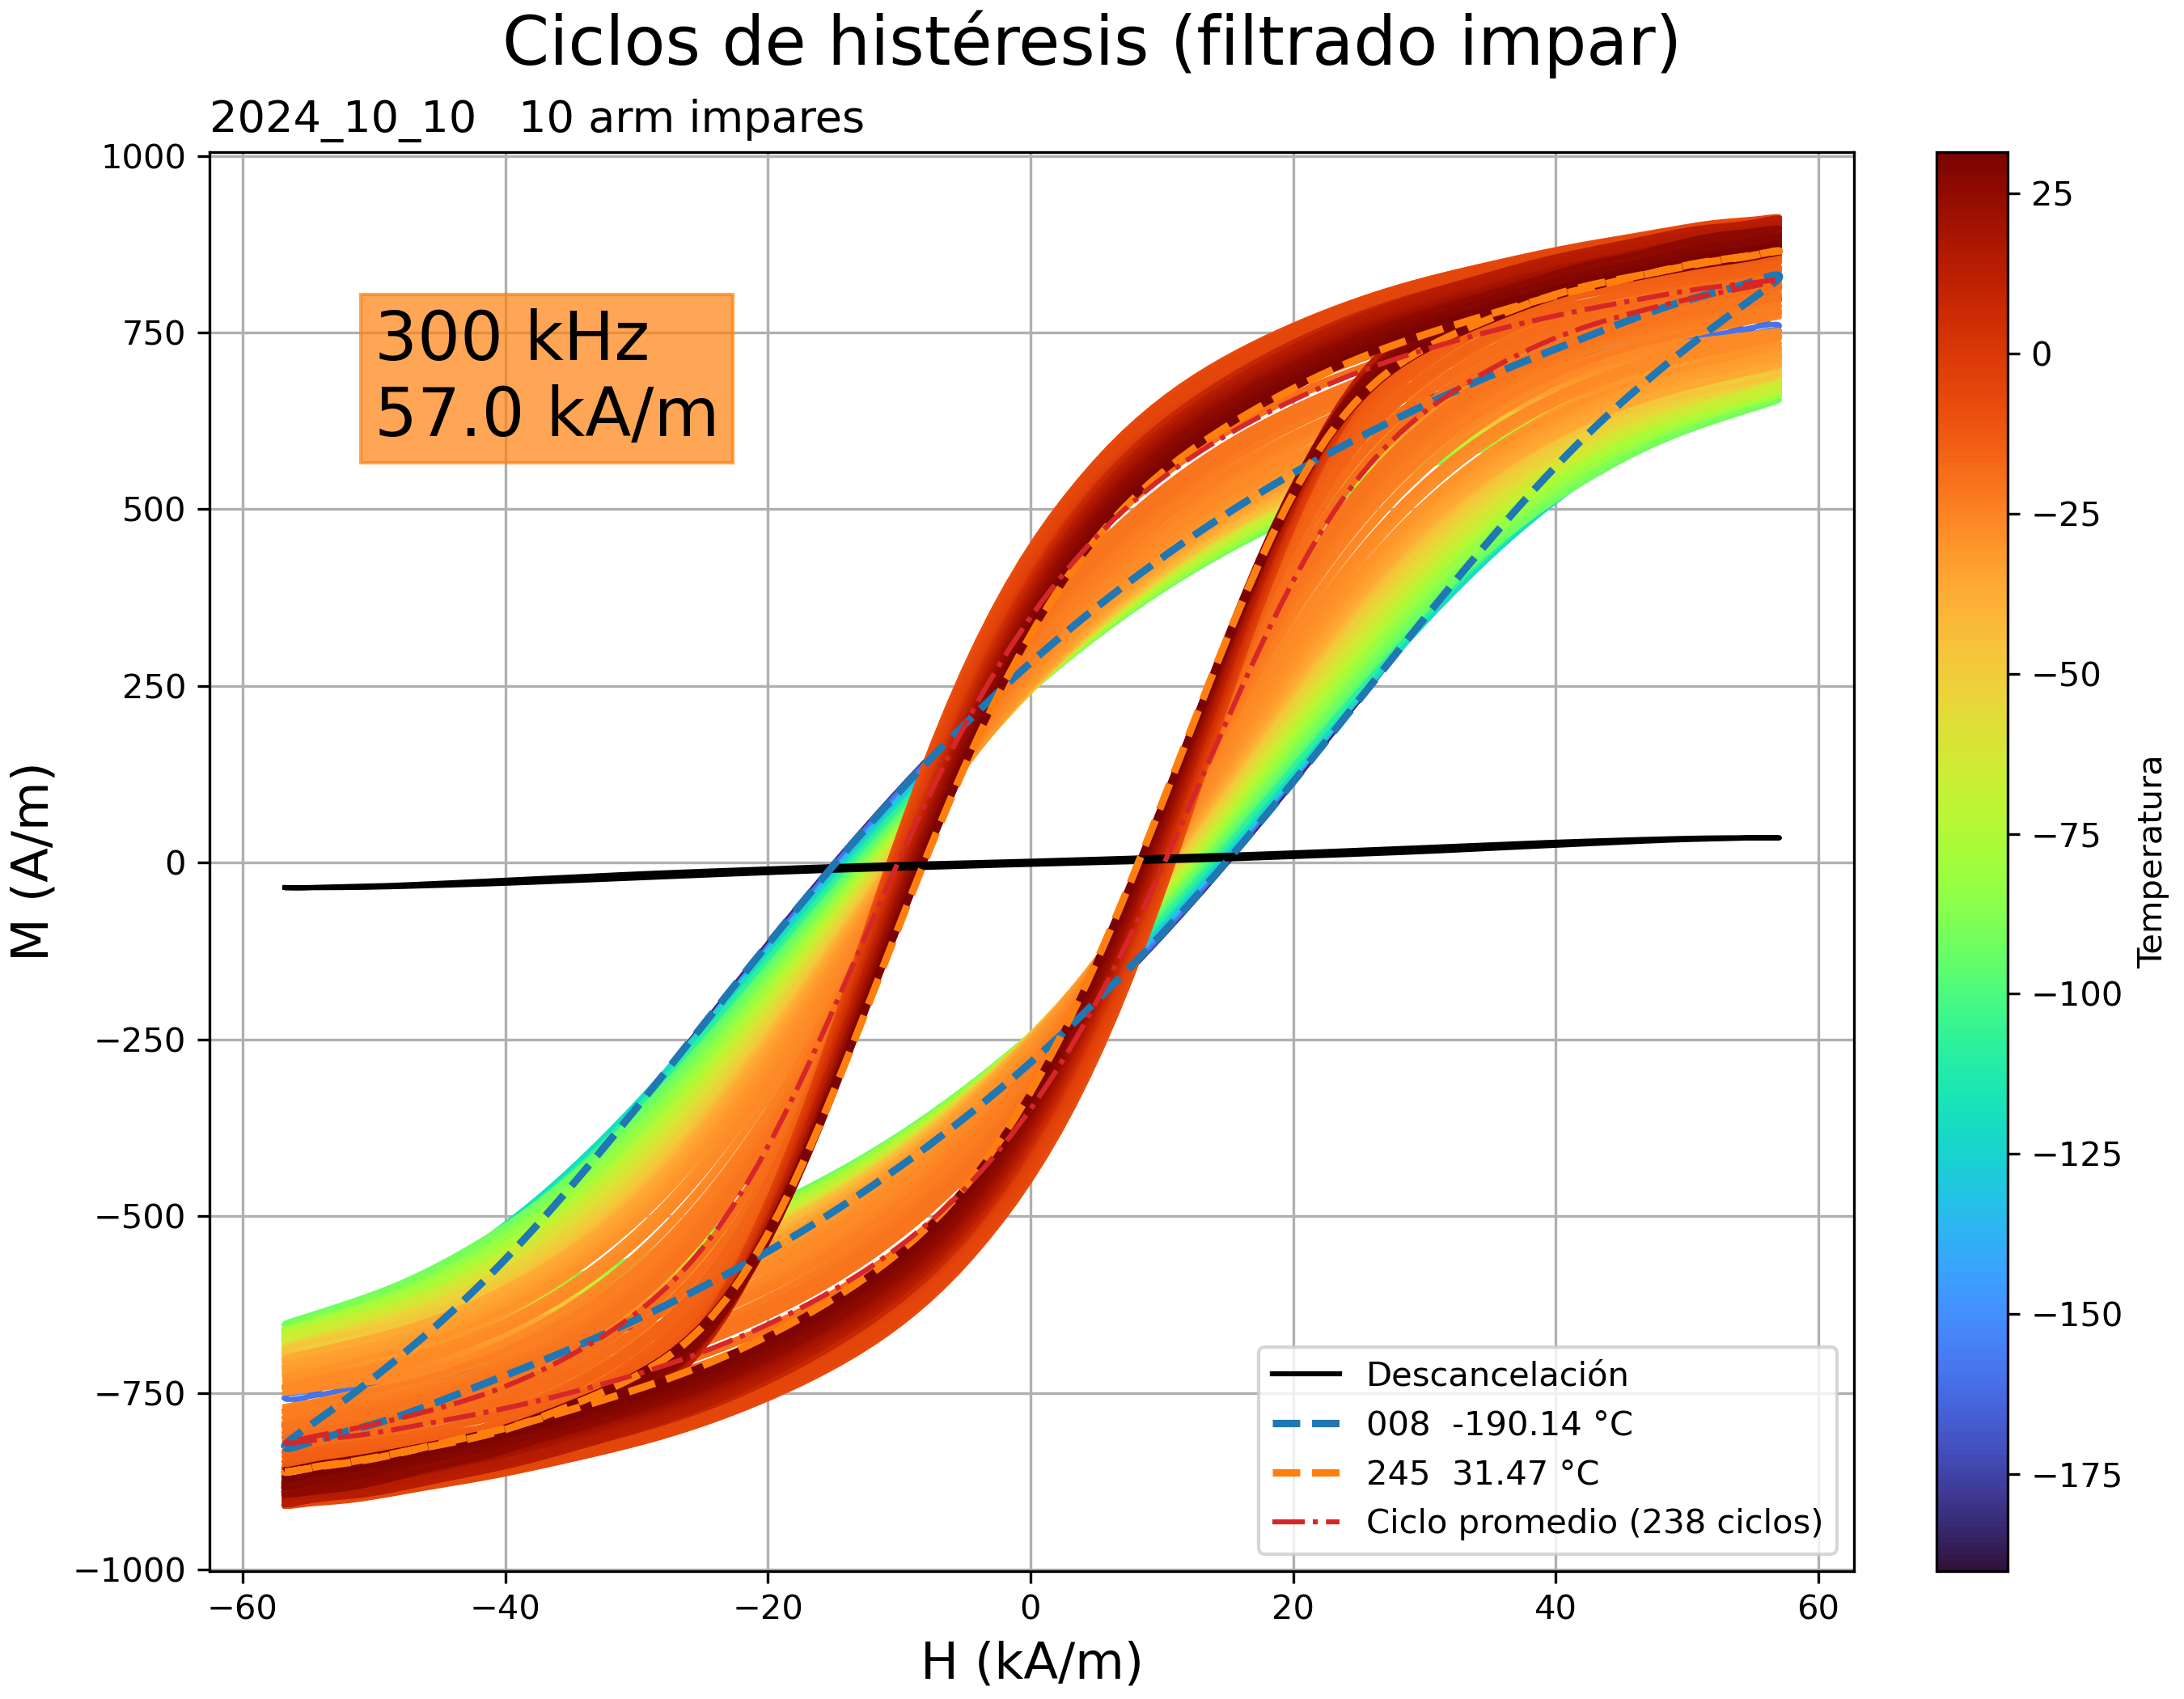 Ciclos de histéresis (filtrado impar)
2024_10_10   10 arm impares
1000
750
500
250
0
−250
−500
−750
−1000
M (A/m)
300 kHz
57.0 kA/m
Descancelación
008  -190.14 °C
245  31.47 °C
Ciclo promedio (238 ciclos)
−60
−40
−20
0
20
40
60
H (kA/m)
25
0
−25
−50
−75
−100
−125
−150
−175
Temperatura